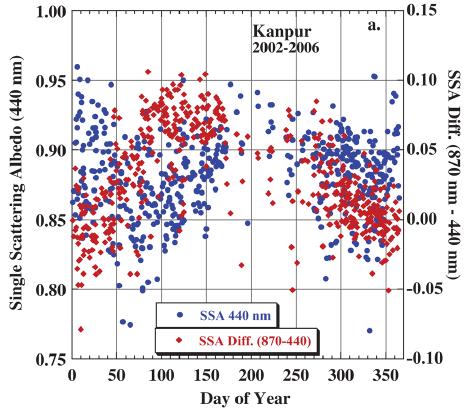 Kanpur
2002-2006
a.
1.00
0.95
0.90
0.85
0.80
0.75
Single Scattering Albedo (440 nm)
0.15
0.10
0.05
0.00
-0.05
-0.10
SSA Diff. (870 nm - 440 nm)
SSA 440 nm
SSA Diff. (870-440)
0 50 100 150 200 250 300 350
Day of Year